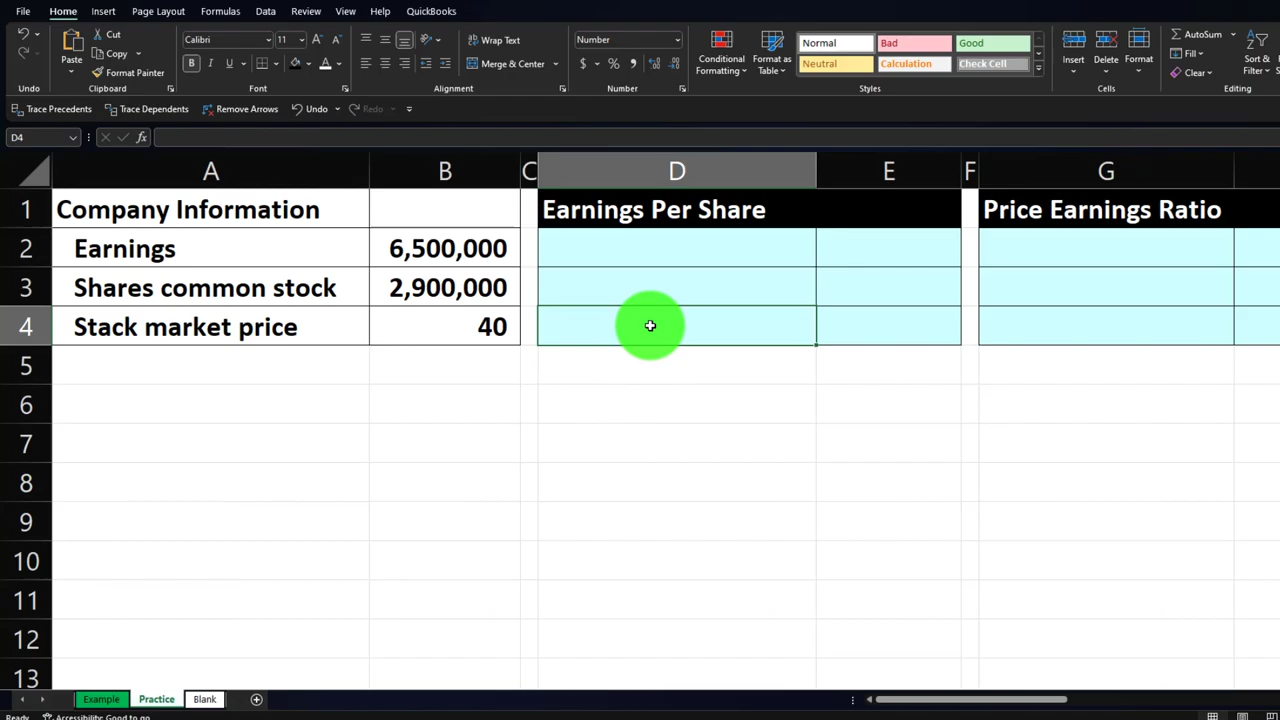 File Home Insert Page Layout Formulas Data Review View Help QuickBooks
Cut Calibri 11 Wrap Text Number Normal Bad Good AutoSum
Copy Fill
Paste Format Painter Merge & Center Conditional Formatting Format as Table Neutral Calculation Check Cell Insert Delete Format Clear Sort & Filter
Undo Clipboard Font Alignment Number Styles Cells Editing
Trace Precedents Trace Dependents Remove Arrows Undo Redo
D4 fx
A B C D E F G
1 Company Information Earnings Per Share Price Earnings Ratio
2 Earnings 6,500,000
3 Shares common stock 2,900,000
4 Stack market price 40
5
6
7
8
9
10
11
12
13
Example Practice Blank
Ready Accessibility: Good to go